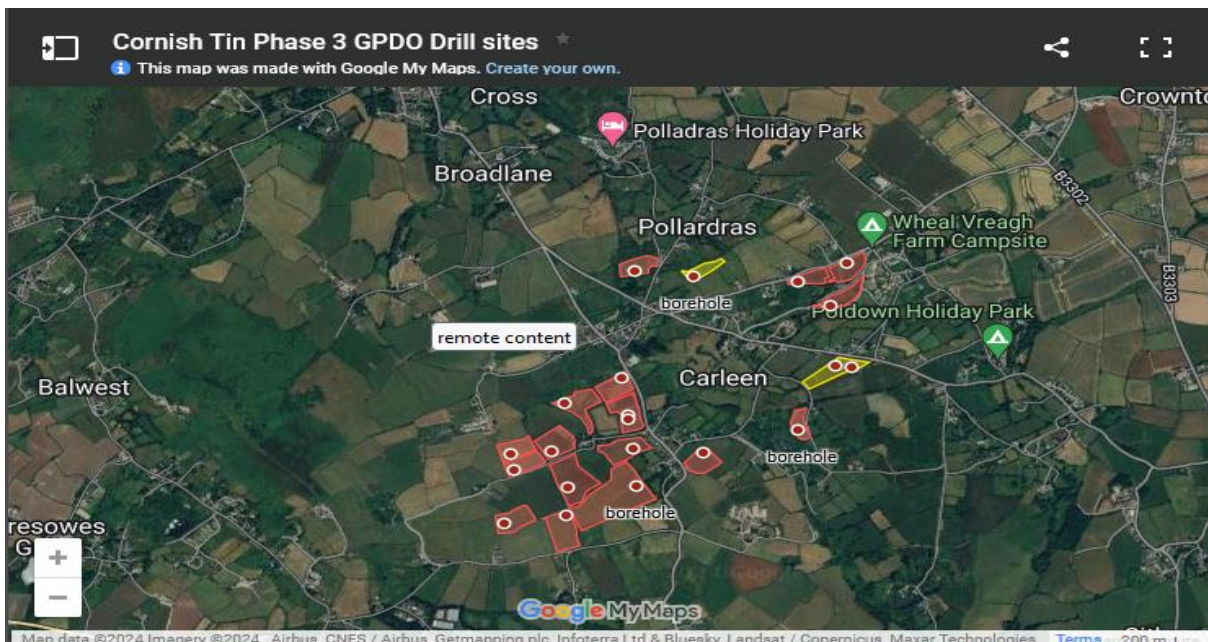 Cornish Tin Phase 3 GPDO Drill sites
This map was made with Google My Maps. Create your own.
Cross
Crownto
Polladras Holiday Park
Broadlane
B3302
Pollardras
Wheal Vreagh
Farm Campsite
B3303
borehole
Poldown Holiday Park
remote content
Carleen
Balwest
borehole
borehole
resowes
G
+
−
Google My Maps
Map data ©2024 Imagery ©2024 , Airbus, CNES / Airbus, Getmapping plc, Infoterra Ltd & Bluesky, Landsat / Copernicus, Maxar Technologies Terms 200 m